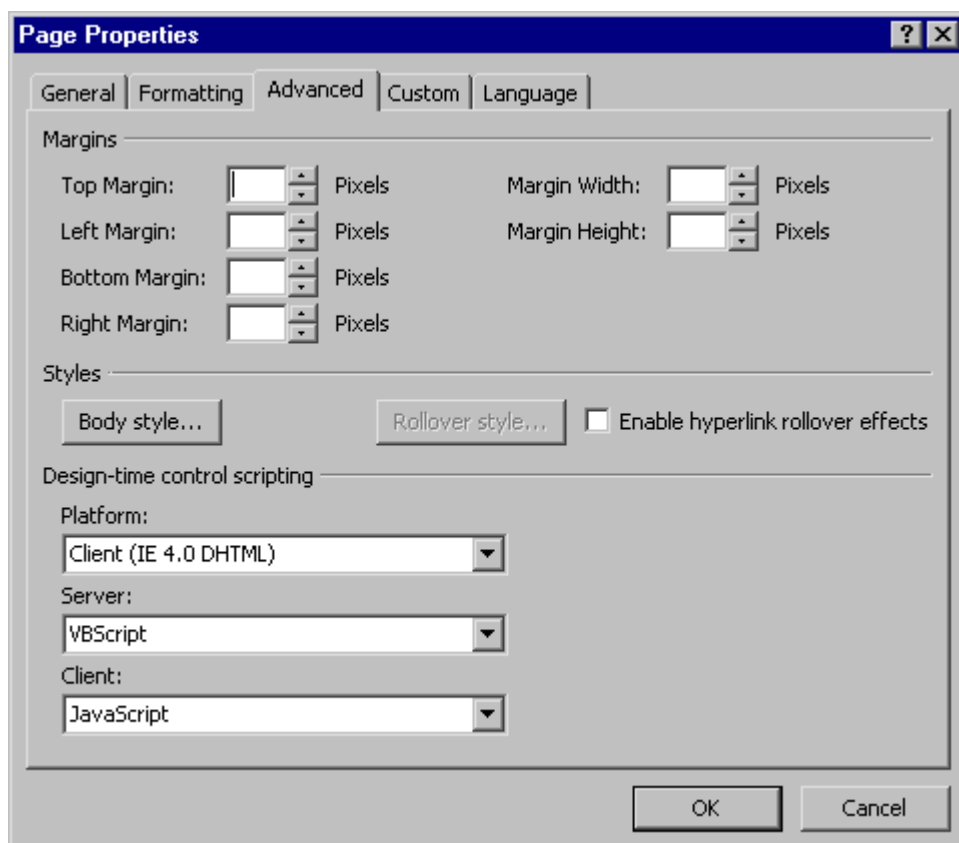 Page Properties
General Formatting Advanced Custom Language
Margins
Top Margin: Pixels Margin Width: Pixels
Left Margin: Pixels Margin Height: Pixels
Bottom Margin: Pixels
Right Margin: Pixels
Styles
Body style... Rollover style... Enable hyperlink rollover effects
Design-time control scripting
Platform:
Client (IE 4.0 DHTML)
Server:
VBScript
Client:
JavaScript
OK Cancel